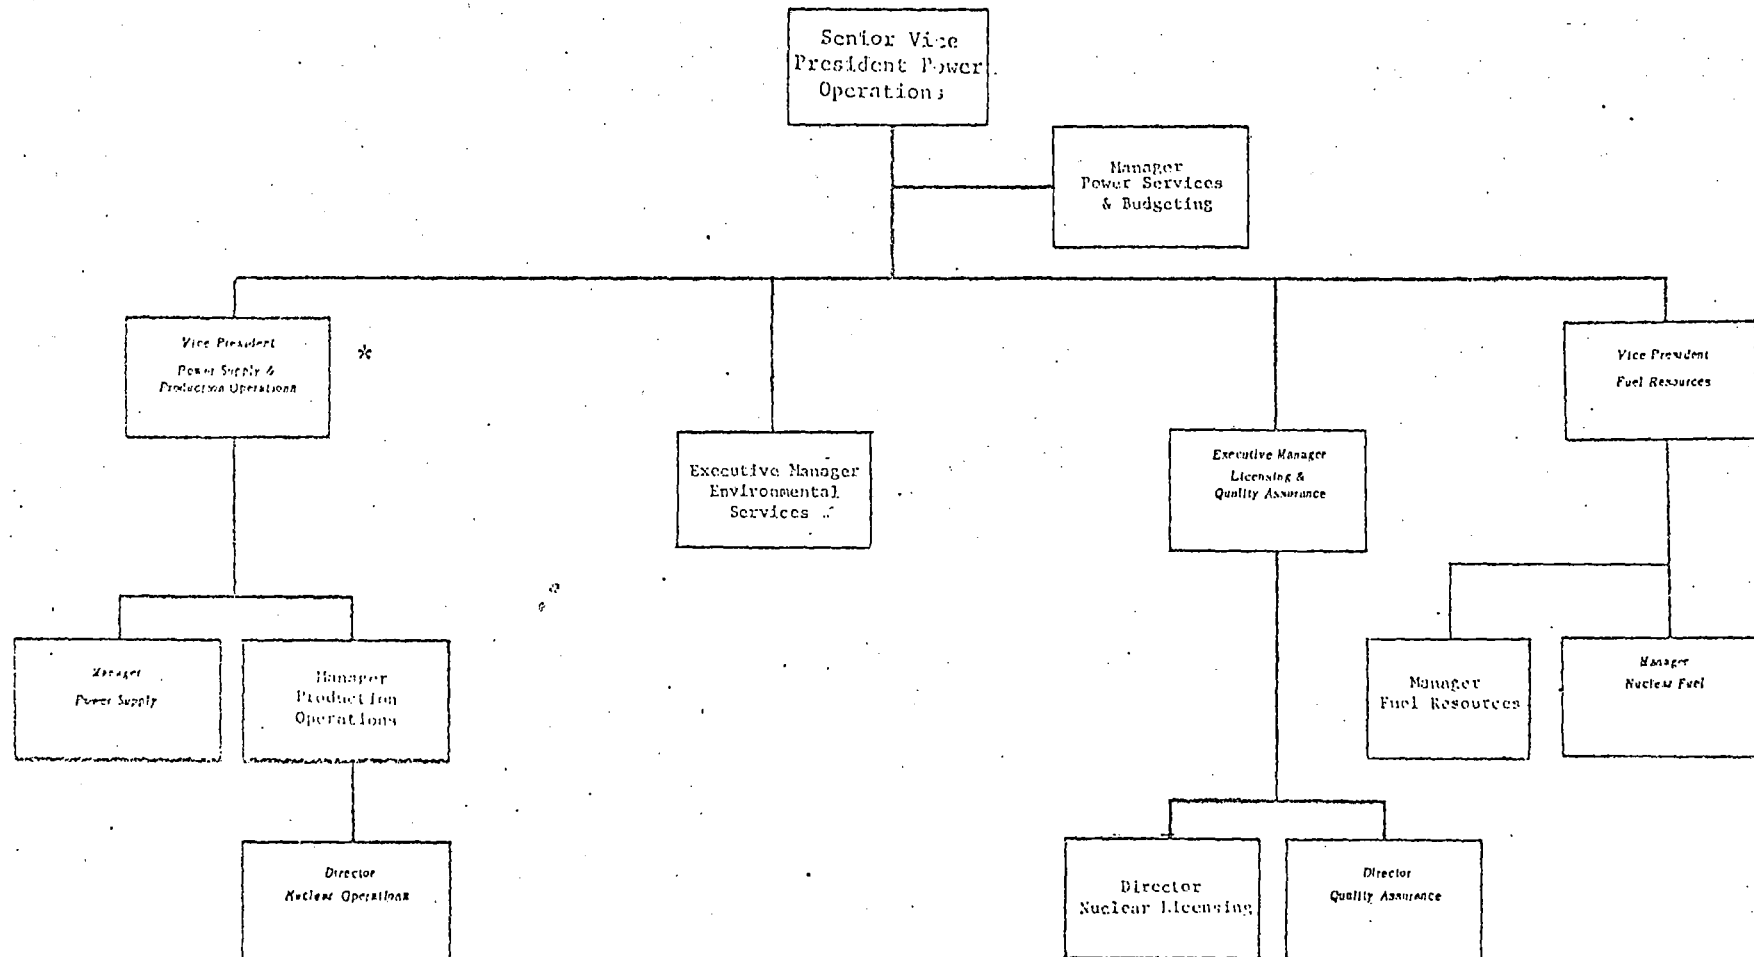 Senior Vice
President Power
Operations
Manager
Power Services
& Budgeting
Vice President
Power Supply &
Production Operations
*
Executive Manager
Environmental
Services
Executive Manager
Licensing &
Quality Assurance
Vice President
Fuel Resources
Manager
Power Supply
Manager
Production
Operations
Manager
Fuel Resources
Manager
Nuclear Fuel
Director
Nuclear Operations
Director
Nuclear Licensing
Director
Quality Assurance